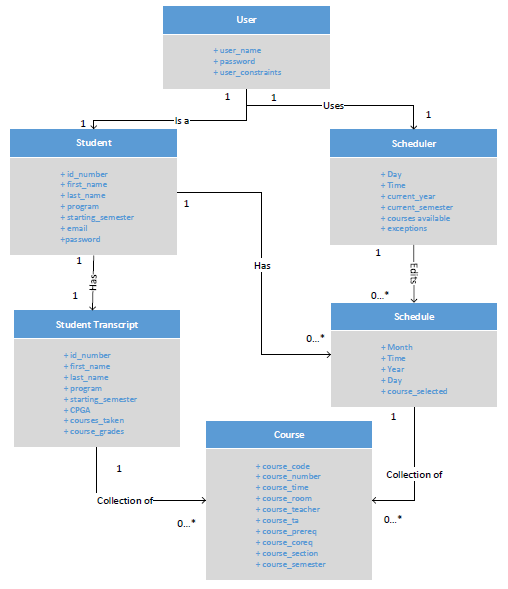 User
+ user_name
+ password
+ user_constraints
1
1
Is a
Uses
1
1
Student
+ id_number
+ first_name
+ last_name
+ program
+ starting_semester
+ email
+password
Scheduler
+ Day
+ Time
+ current_year
+ current_semester
+ courses available
+ exceptions
1
1
Has
1
1
Has
0...*
1
Edits
0...*
Student Transcript
+ id_number
+ first_name
+ last_name
+ program
+ starting_semester
+ CPGA
+ courses_taken
+ course_grades
Schedule
+ Month
+ Time
+ Year
+ Day
+ course_selected
1
Collection of
0...*
1
Collection of
0...*
Course
+ course_code
+ course_number
+ course_time
+ course_room
+ course_teacher
+ course_ta
+ course_prereq
+ course_coreq
+ course_section
+ course_semester